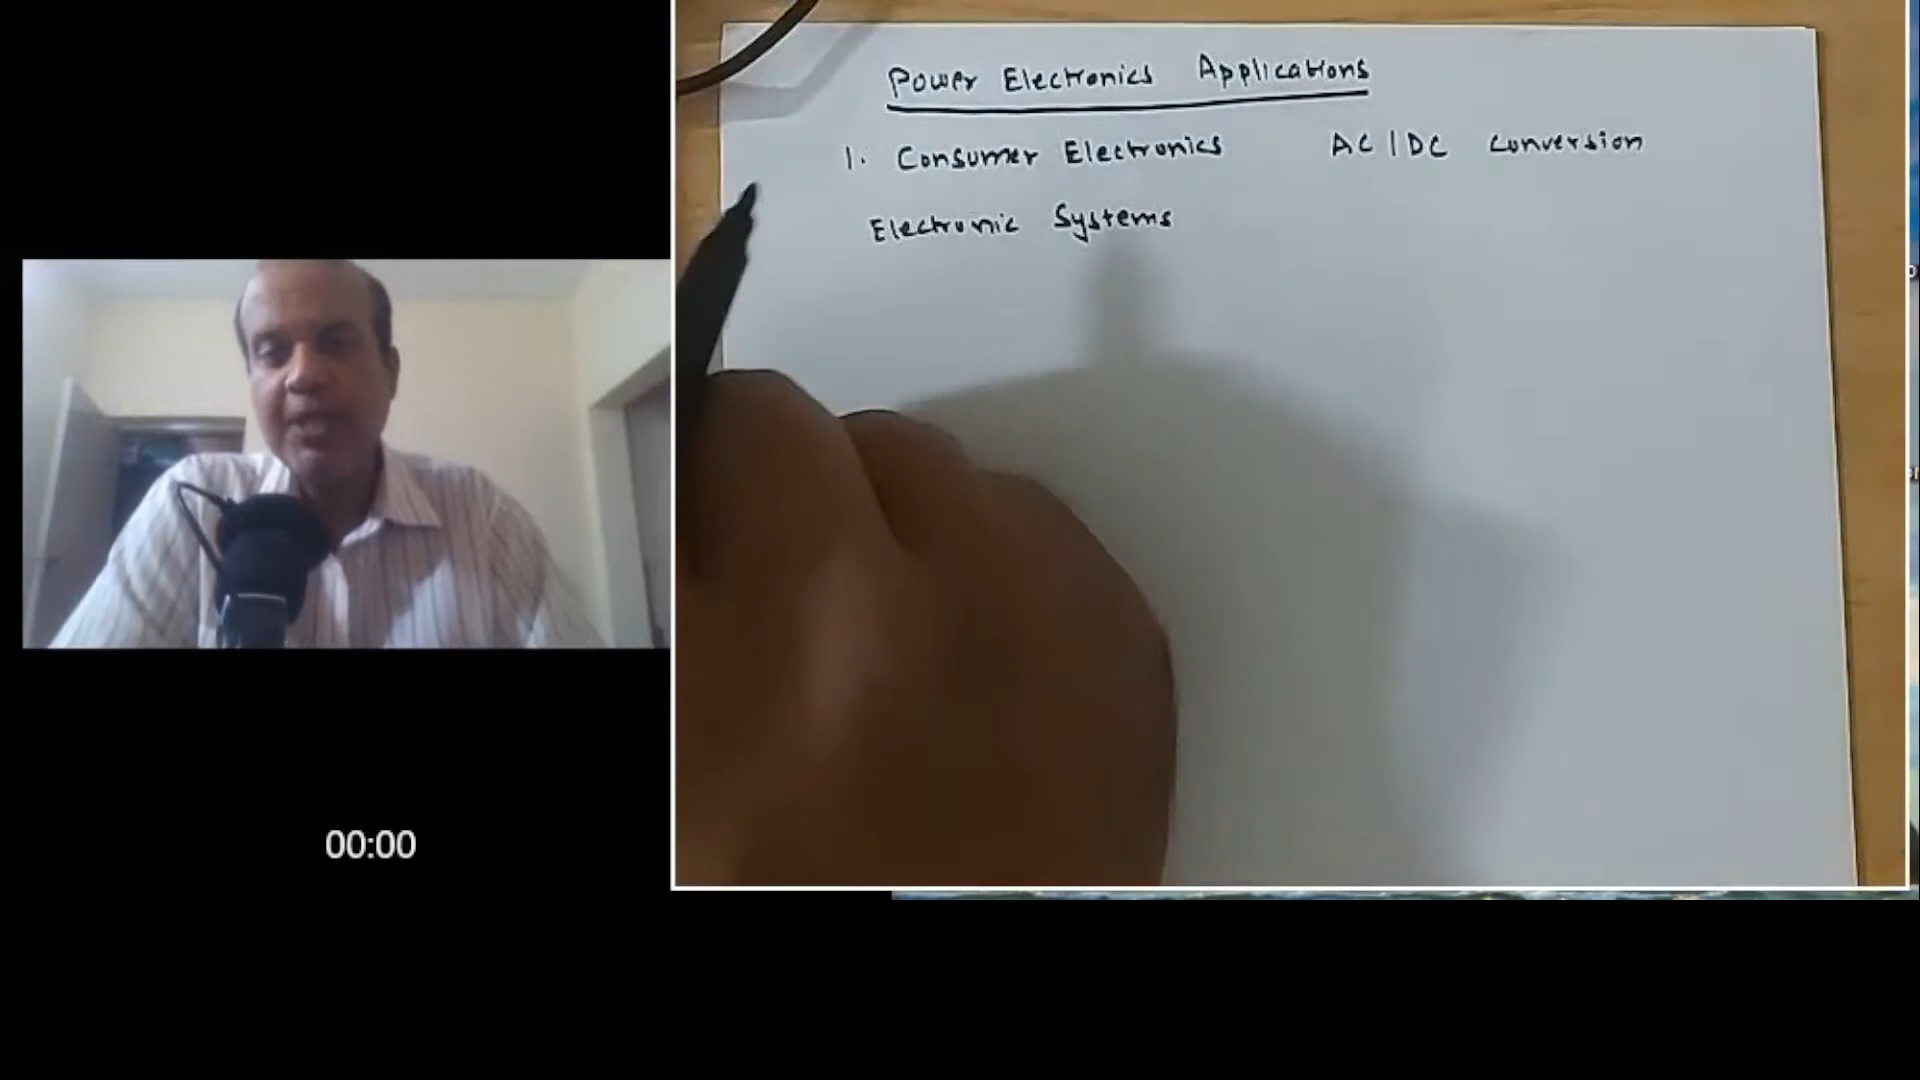 Power Electronics Applications
1. Consumer Electronics AC/DC conversion
Electronic Systems
00:00